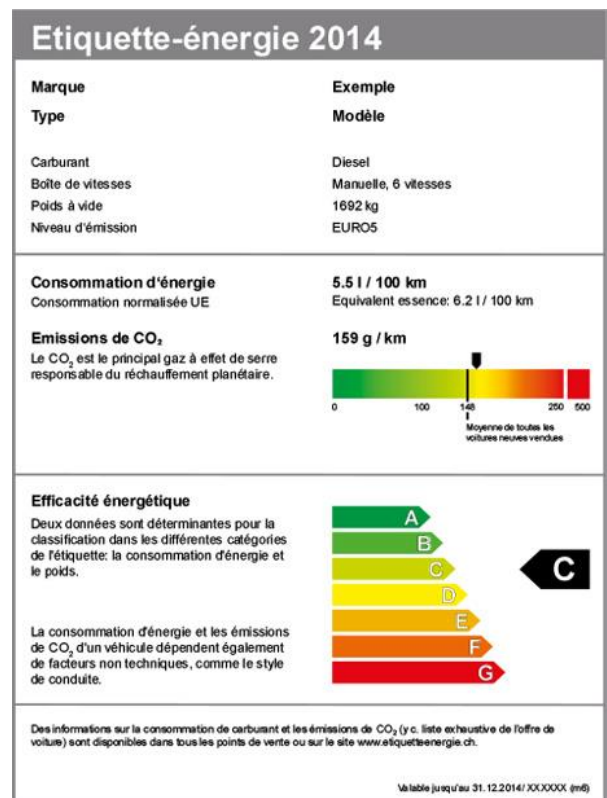 Etiquette-énergie 2014
Marque Exemple
Type Modèle
Carburant Diesel
Boîte de vitesses Manuelle, 6 vitesses
Poids à vide 1692 kg
Niveau d'émission EURO5
Consommation d'énergie 5.5 l / 100 km
Consommation normalisée UE Equivalent essence: 6.2 l / 100 km
Emissions de CO₂ 159 g / km
Le CO₂ est le principal gaz à effet de serre
responsable du réchauffement planétaire.
0 100 148 250 500
Moyenne de toutes les
voitures neuves vendues
Efficacité énergétique
Deux données sont déterminantes pour la
classification dans les différentes catégories
de l'étiquette: la consommation d'énergie et
le poids.
La consommation d'énergie et les émissions
de CO₂ d'un véhicule dépendent également
de facteurs non techniques, comme le style
de conduite.
A
B
C
D
E
F
G
C
Des informations sur la consommation de carburant et les émissions de CO₂ (y c. liste exhaustive de l'offre de
voiture) sont disponibles dans tous les points de vente ou sur le site www.etiquetteenergie.ch.
Valable jusqu'au 31.12.2014/ XXXXXX (m6)